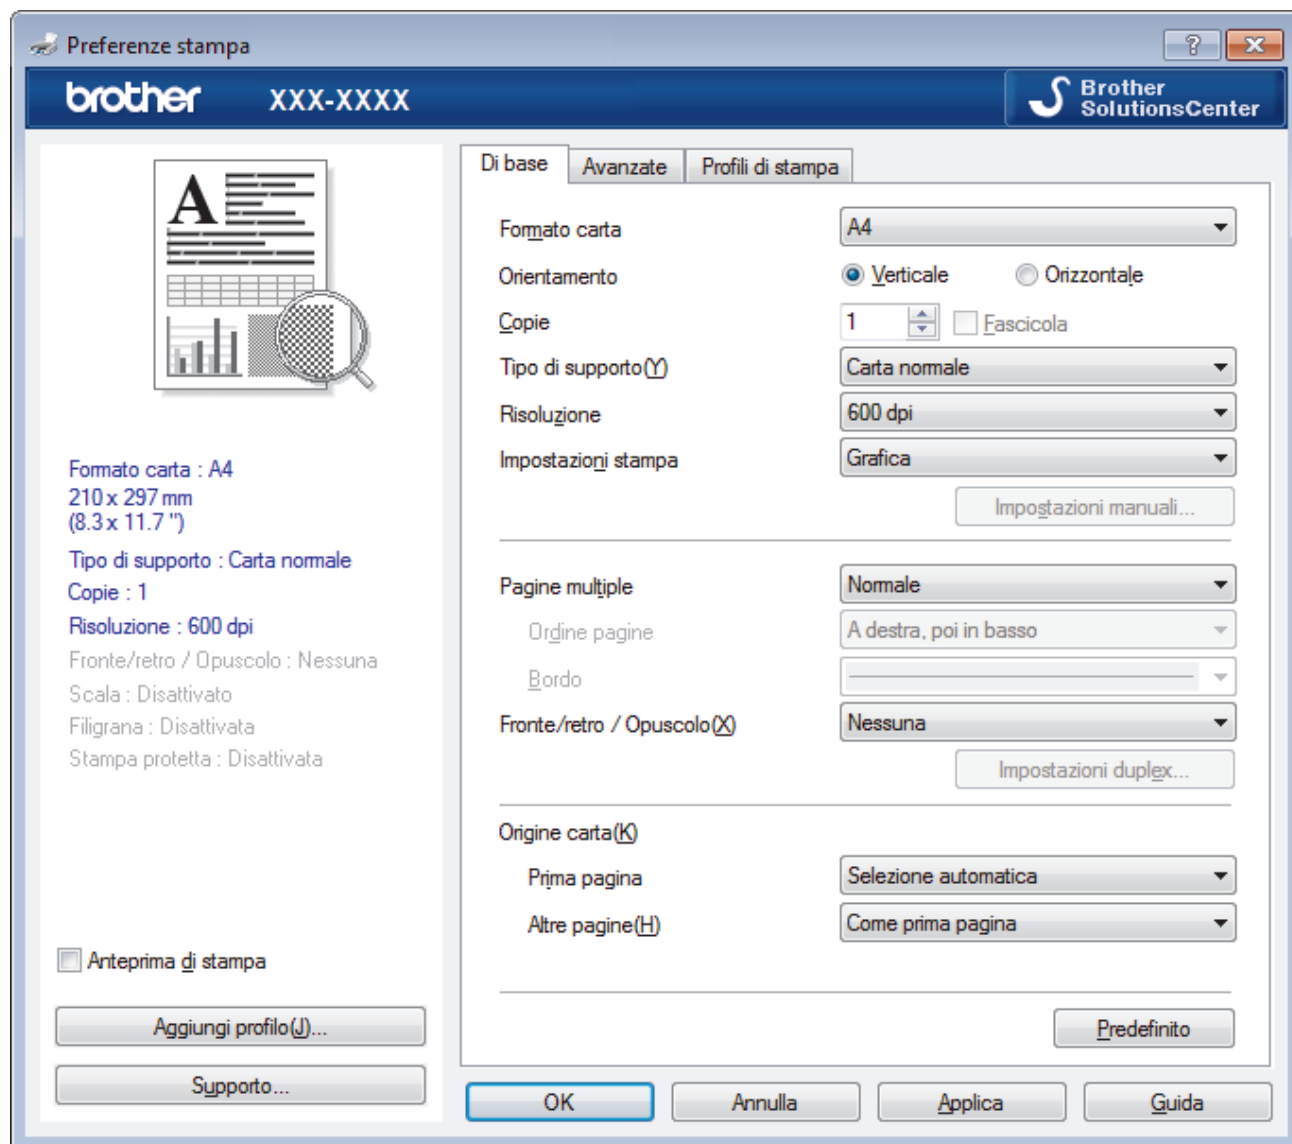 Preferenze stampa
brother XXX-XXXX
Brother
SolutionsCenter
A
Formato carta : A4
210 x 297 mm
(8.3 x 11.7 ")
Tipo di supporto : Carta normale
Copie : 1
Risoluzione : 600 dpi
Fronte/retro / Opuscolo : Nessuna
Scala : Disattivato
Filigrana : Disattivata
Stampa protetta : Disattivata
Anteprima di stampa
Aggiungi profilo(J)...
Supporto...
Di base Avanzate Profili di stampa
Formato carta A4
Orientamento Verticale Orizzontale
Copie 1 Fascicola
Tipo di supporto(Y) Carta normale
Risoluzione 600 dpi
Impostazioni stampa Grafica
Impostazioni manuali...
Pagine multiple Normale
Ordine pagine A destra, poi in basso
Bordo
Fronte/retro / Opuscolo(X) Nessuna
Impostazioni duplex...
Origine carta(K)
Prima pagina Selezione automatica
Altre pagine(H) Come prima pagina
Predefinito
OK Annulla Applica Guida